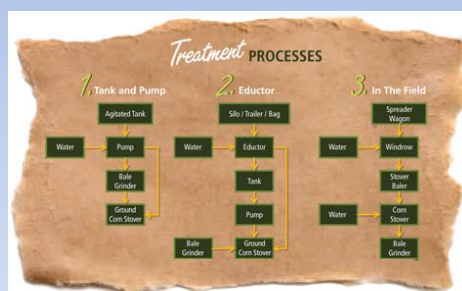 Treatment PROCESSES
1. Tank and Pump
Agitated Tank
Water
Pump
Bale
Grinder
Ground
Corn Stover
2. Eductor
Silo / Trailer / Bag
Water
Eductor
Tank
Pump
Bale
Grinder
Ground
Corn Stover
3. In The Field
Spreader
Wagon
Water
Windrow
Stover
Baler
Water
Corn
Stover
Bale
Grinder